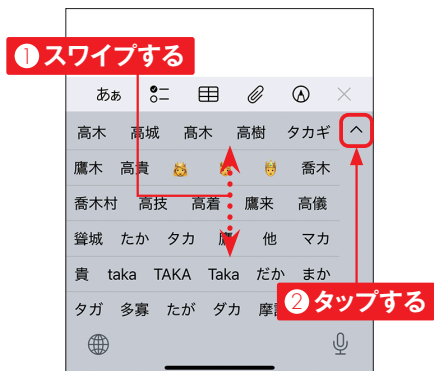 ❶スワイプする
あぁ
高木 高城 髙木 高樹 タカギ
鷹木 高貴 喬木
喬木村 高技 高着 鷹来 高儀
聳城 たか タカ 鷹 他 マカ
貴 taka TAKA Taka だか まか
タガ 多寡 たが ダカ
❷タップする